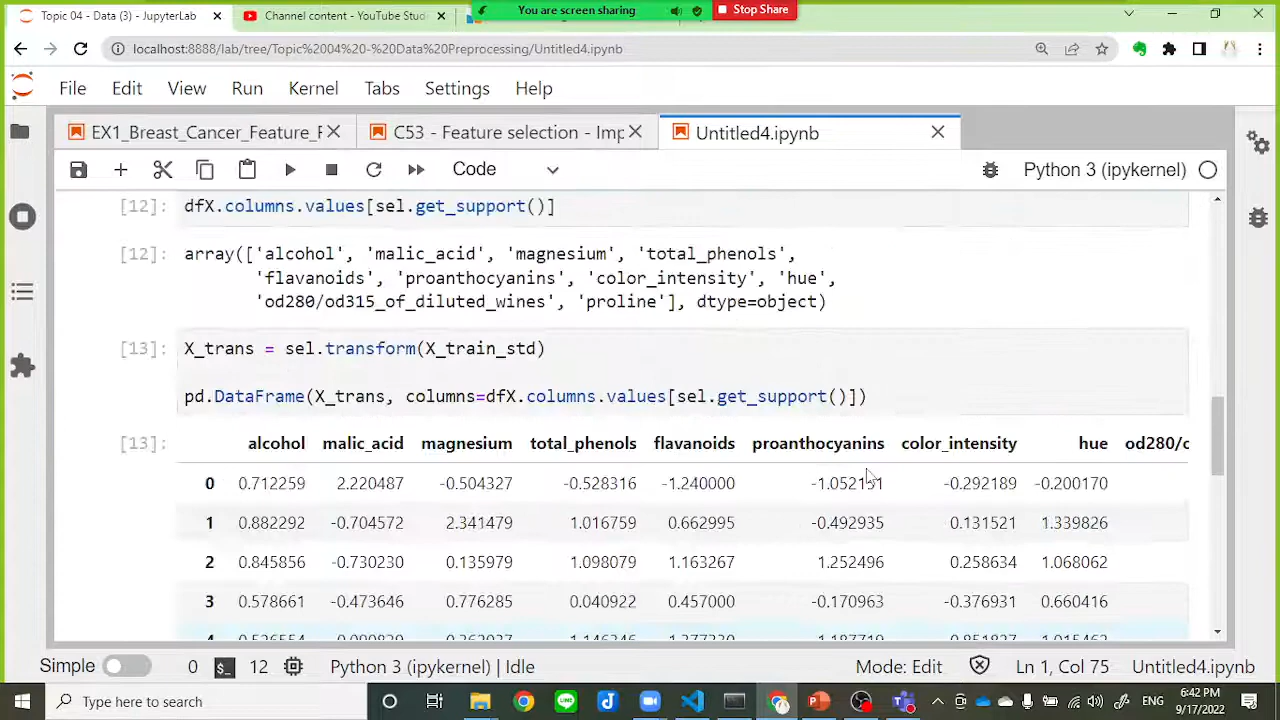 Topic 04 - Data (3) - JupyterLab
Channel content - YouTube Studi
You are screen sharing
Stop Share
localhost:8888/lab/tree/Topic%2004%20-%20Data%20Preprocessing/Untitled4.ipynb
File Edit View Run Kernel Tabs Settings Help
EX1_Breast_Cancer_Feature_F
C53 - Feature selection - Imp
Untitled4.ipynb
Code
Python 3 (ipykernel)
[12]: dfX.columns.values[sel.get_support()]
[12]: array(['alcohol', 'malic_acid', 'magnesium', 'total_phenols',
'flavanoids', 'proanthocyanins', 'color_intensity', 'hue',
'od280/od315_of_diluted_wines', 'proline'], dtype=object)
[13]: X_trans = sel.transform(X_train_std)
pd.DataFrame(X_trans, columns=dfX.columns.values[sel.get_support()])
[13]: alcohol malic_acid magnesium total_phenols flavanoids proanthocyanins color_intensity hue od280/o
0 0.712259 2.220487 -0.504327 -0.528316 -1.240000 -1.052151 -0.292189 -0.200170
1 0.882292 -0.704572 2.341479 1.016759 0.662995 -0.492935 0.131521 1.339826
2 0.845856 -0.730230 0.135979 1.098079 1.163267 1.252496 0.258634 1.068062
3 0.578661 -0.473646 0.776285 0.040922 0.457000 -0.170963 -0.376931 0.660416
Simple 0 12 Python 3 (ipykernel) | Idle Mode: Edit Ln 1, Col 75 Untitled4.ipynb
Type here to search
ENG
6:42 PM
9/17/2022